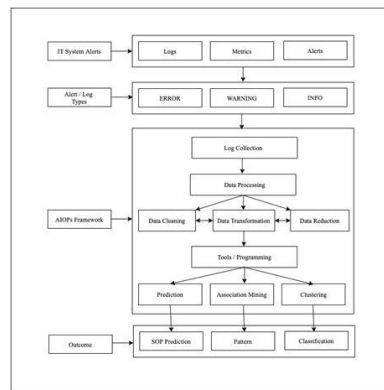 IT System Alerts
Logs
Metrics
Alerts
Alert / Log
Types
ERROR
WARNING
INFO
AIOPs Framework
Log Collection
Data Processing
Data Cleaning
Data Transformation
Data Reduction
Tools / Programming
Prediction
Association Mining
Clustering
Outcome
SOP Prediction
Pattern
Classification